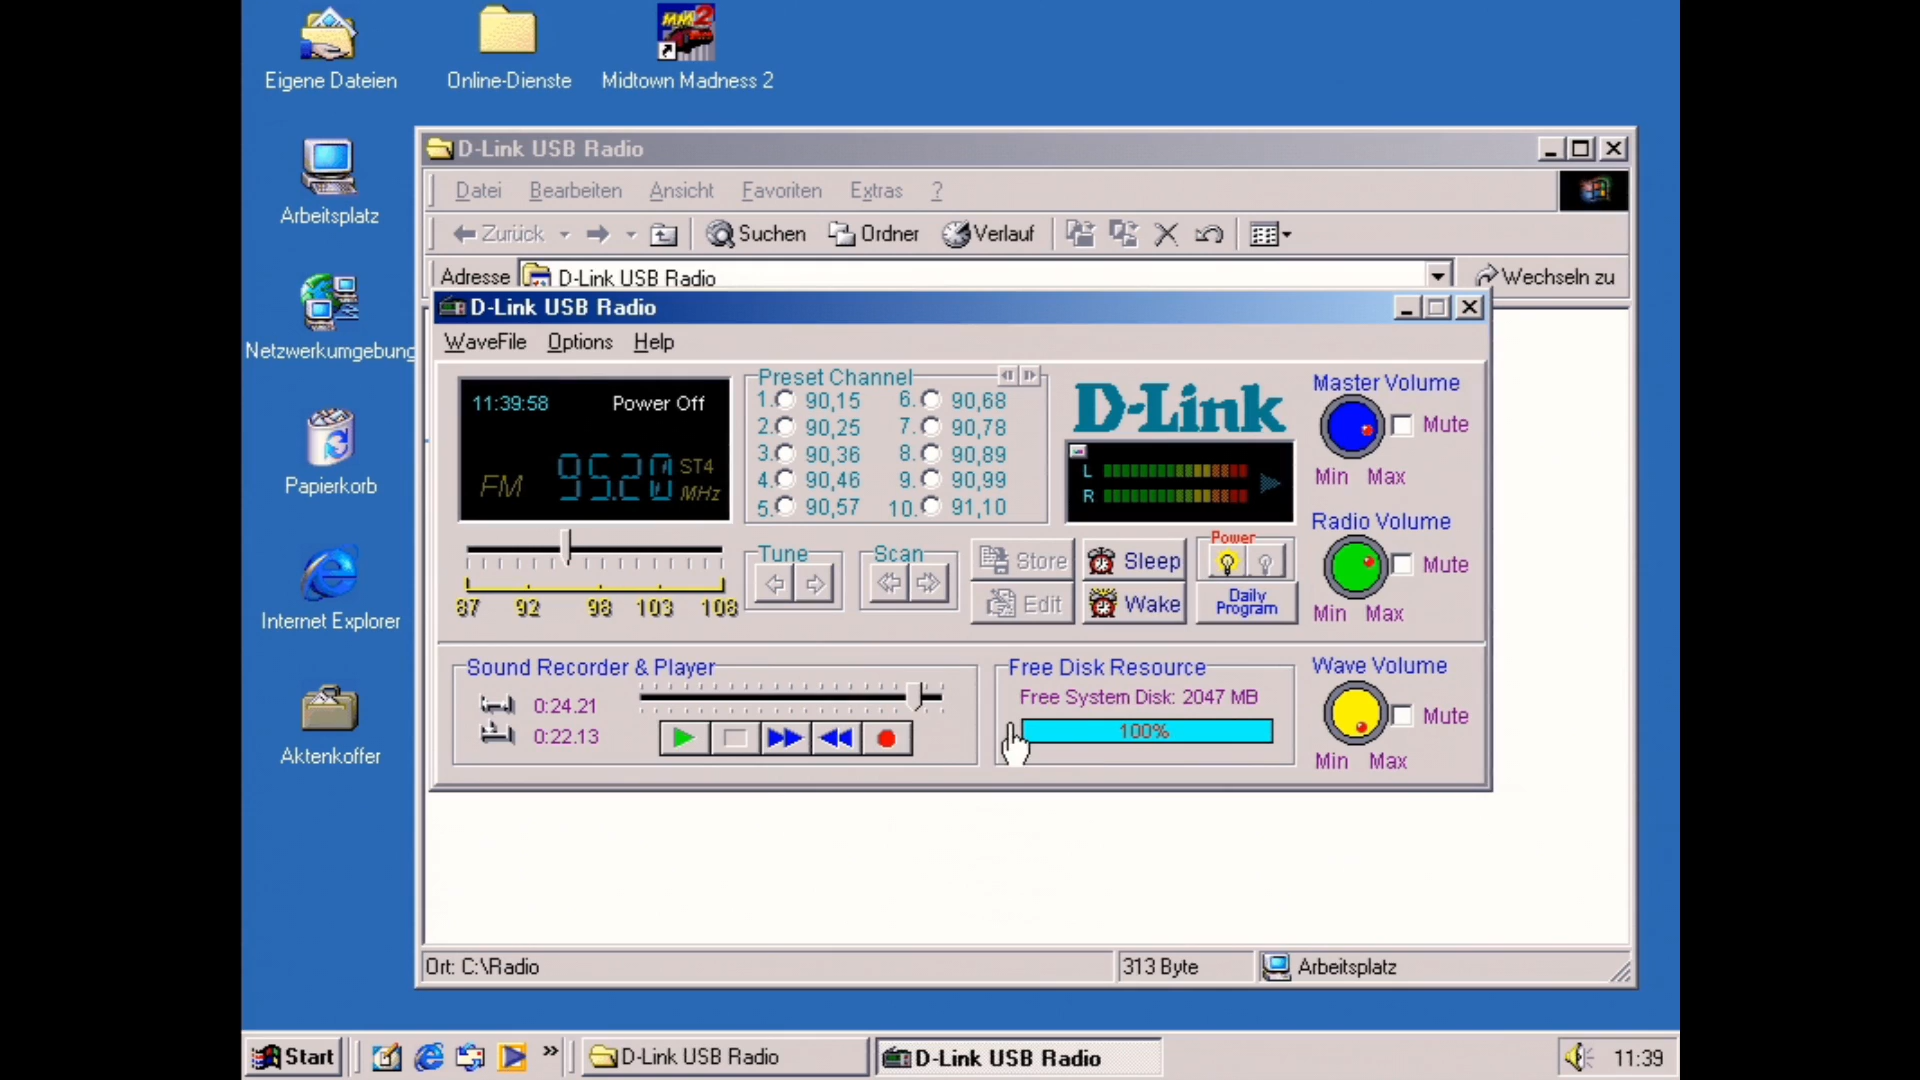 Eigene Dateien
Online-Dienste
MM2
Midtown Madness 2
Arbeitsplatz
Netzwerkumgebung
Papierkorb
Internet Explorer
Aktenkoffer
D-Link USB Radio
Datei Bearbeiten Ansicht Favoriten Extras ?
Zurück Suchen Ordner Verlauf
Adresse D-Link USB Radio Wechseln zu
D-Link USB Radio
WaveFile Options Help
11:39:58 Power Off
FM 95.20 ST4 MHz
87 92 98 103 108
Preset Channel
1. 90,15 6. 90,68
2. 90,25 7. 90,78
3. 90,36 8. 90,89
4. 90,46 9. 90,99
5. 90,57 10. 91,10
D-Link
L
R
Tune
Scan
Store
Edit
Sleep
Wake
Power
Daily
Program
Master Volume
Mute
Min Max
Radio Volume
Mute
Min Max
Sound Recorder & Player
0:24.21
0:22.13
Free Disk Resource
Free System Disk: 2047 MB
100%
Wave Volume
Mute
Min Max
Ort: C:\Radio
313 Byte
Arbeitsplatz
Start
»
D-Link USB Radio
D-Link USB Radio
11:39